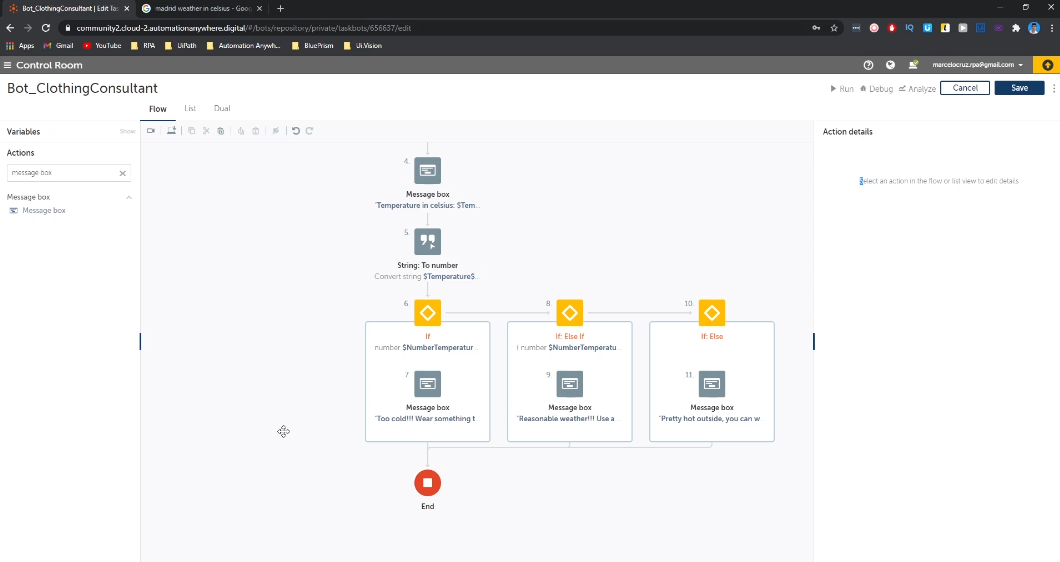 Bot_ClothingConsultant | Edit Tas
madrid weather in celsius - Goog
community2.cloud-2.automationanywhere.digital/#/bots/repository/private/taskbots/656637/edit
Apps
Gmail
YouTube
RPA
UiPath
Automation Anywh...
BluePrism
Ui.Vision
Control Room
marcelocruz.rpa@gmail.com
Bot_ClothingConsultant
Run
Debug
Analyze
Cancel
Save
Flow
List
Dual
Variables
Show
Actions
message box
Message box
Message box
Action details
Select an action in the flow or list view to edit details
4.
Message box
"Temperature in celsius: $Tem...
5.
String: To number
Convert string $Temperature$...
6.
If
number $NumberTemperatur...
7.
Message box
"Too cold!!! Wear something t
8.
If: Else If
number $NumberTemperatu...
9.
Message box
"Reasonable weather!!! Use a
10.
If: Else
11.
Message box
"Pretty hot outside, you can w
End